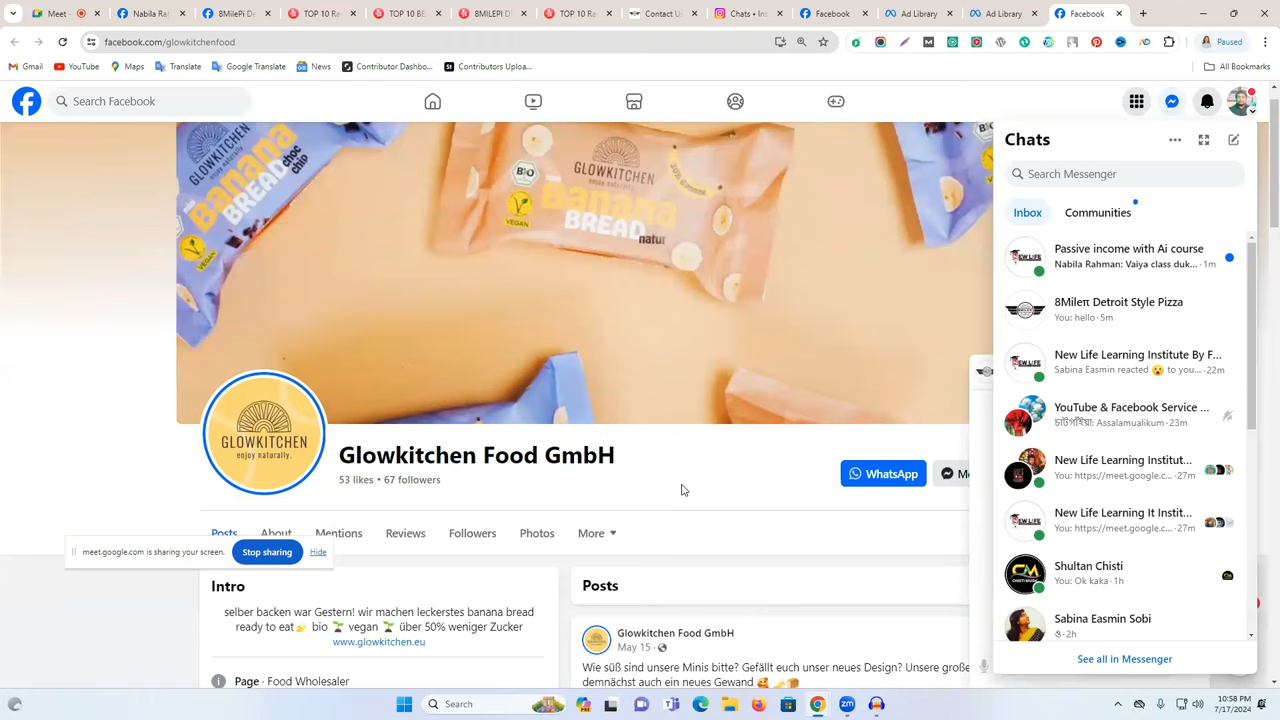 Meet -
Nabila Ra
8MilePi D
TOP 10 Re
TOP 10 BE
8MILEPI D
TOP 10 Ra
Contact U
Chats • Ins
Facebook
Ad Library
Ad Library
Facebook
facebook.com/glowkitchenfood
Paused
Gmail
YouTube
Maps
Translate
Google Translate
News
Contributor Dashbo...
Contributors Uploa...
All Bookmarks
Search Facebook
GLOWKITCHEN
BANANA
BREAD
choc
chip
VEGAN
GLOWKITCHEN
enjoy naturally.
BIO
VEGAN
BANANA
BREAD
natur
GLOWKITCHEN
enjoy naturally.
Glowkitchen Food GmbH
53 likes • 67 followers
WhatsApp
Me
Posts
About
Mentions
Reviews
Followers
Photos
More
meet.google.com is sharing your screen.
Stop sharing
Hide
Intro
selber backen war Gestern! wir machen leckerstes banana bread
ready to eat🍌 bio 🌱 vegan 🌱 über 50% weniger Zucker
www.glowkitchen.eu
Page · Food Wholesaler
Posts
Glowkitchen Food GmbH
May 15 ·
Wie süß sind unsere Minis bitte? Gefällt euch unser neues Design? Unsere große
demnächst auch ein neues Gewand
Chats
Search Messenger
Inbox
Communities
Passive income with Ai course
Nabila Rahman: Vaiya class duk... · 1m
8Mileπ Detroit Style Pizza
You: hello · 5m
New Life Learning Institute By F...
Sabina Easmin reacted 😮 to you... · 22m
YouTube & Facebook Service ...
চাটগাঁইয়া: Assalamualikum · 23m
New Life Learning Institut...
You: https://meet.google.c... · 27m
New Life Learning It Instit...
You: https://meet.google.c... · 27m
Shultan Chisti
You: Ok kaka · 1h
Sabina Easmin Sobi
ও · 2h
See all in Messenger
Search
10:58 PM
7/17/2024